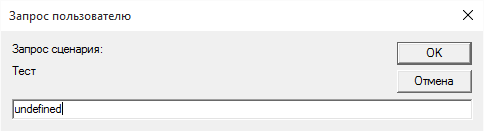 Запрос пользователю
Запрос сценария:
OK
Тест
Отмена
undefined